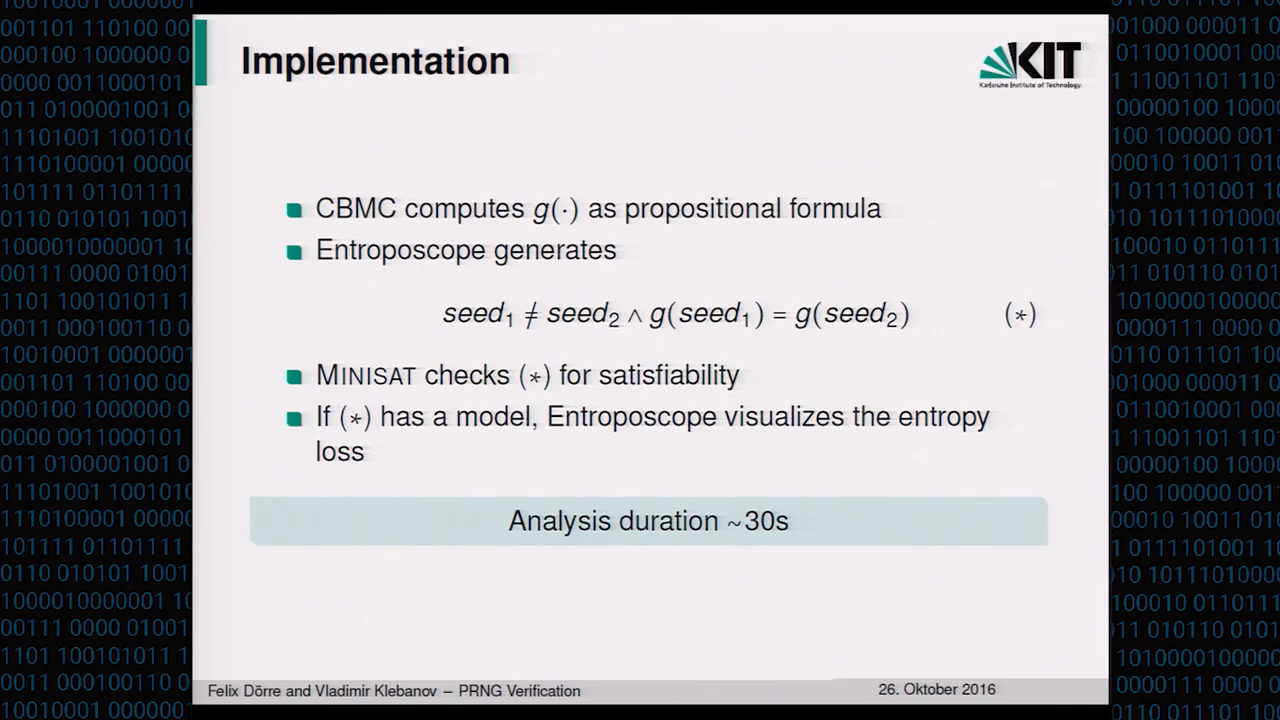 Implementation
KIT
Karlsruhe Institute of Technology
CBMC computes g(·) as propositional formula
Entroposcope generates
seed₁ ≠ seed₂ ∧ g(seed₁) = g(seed₂) (∗)
MINISAT checks (∗) for satisfiability
If (∗) has a model, Entroposcope visualizes the entropy
loss
Analysis duration ~30s
Felix Dörre and Vladimir Klebanov – PRNG Verification
26. Oktober 2016